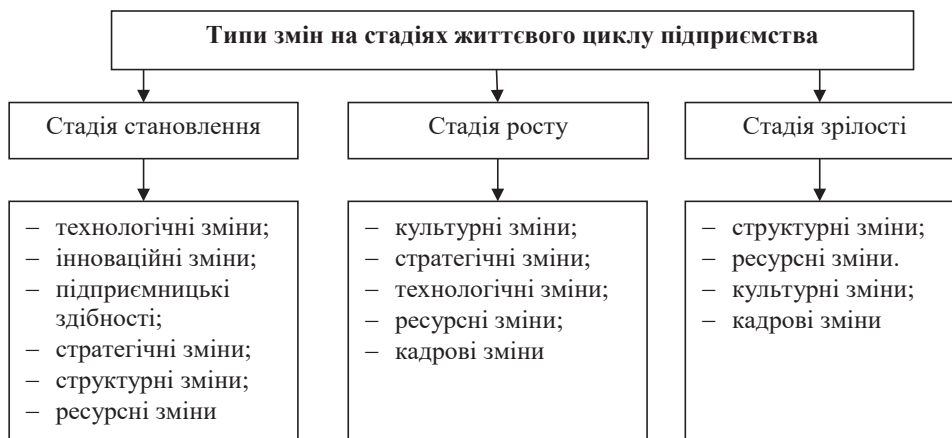 Типи змін на стадіях життєвого циклу підприємства
Стадія становлення
Стадія росту
Стадія зрілості
– технологічні зміни;
– інноваційні зміни;
– підприємницькі
здібності;
– стратегічні зміни;
– структурні зміни;
– ресурсні зміни
– культурні зміни;
– стратегічні зміни;
– технологічні зміни;
– ресурсні зміни;
– кадрові зміни
– структурні зміни;
– ресурсні зміни.
– культурні зміни;
– кадрові зміни